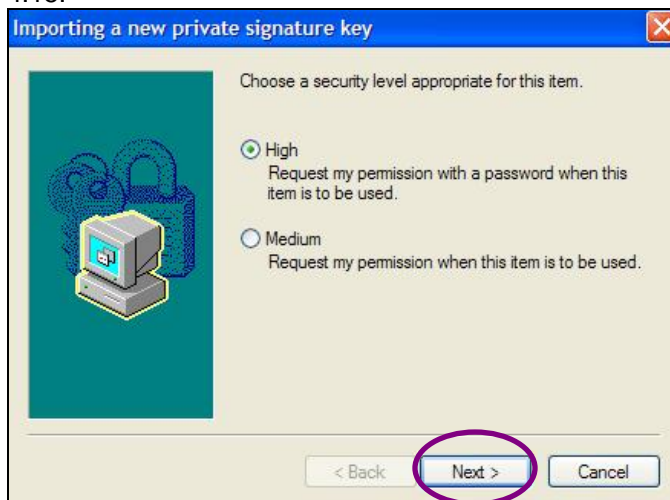 Importing a new private signature key
Choose a security level appropriate for this item.
High
Request my permission with a password when this
item is to be used.
Medium
Request my permission when this item is to be used.
< Back
Next >
Cancel